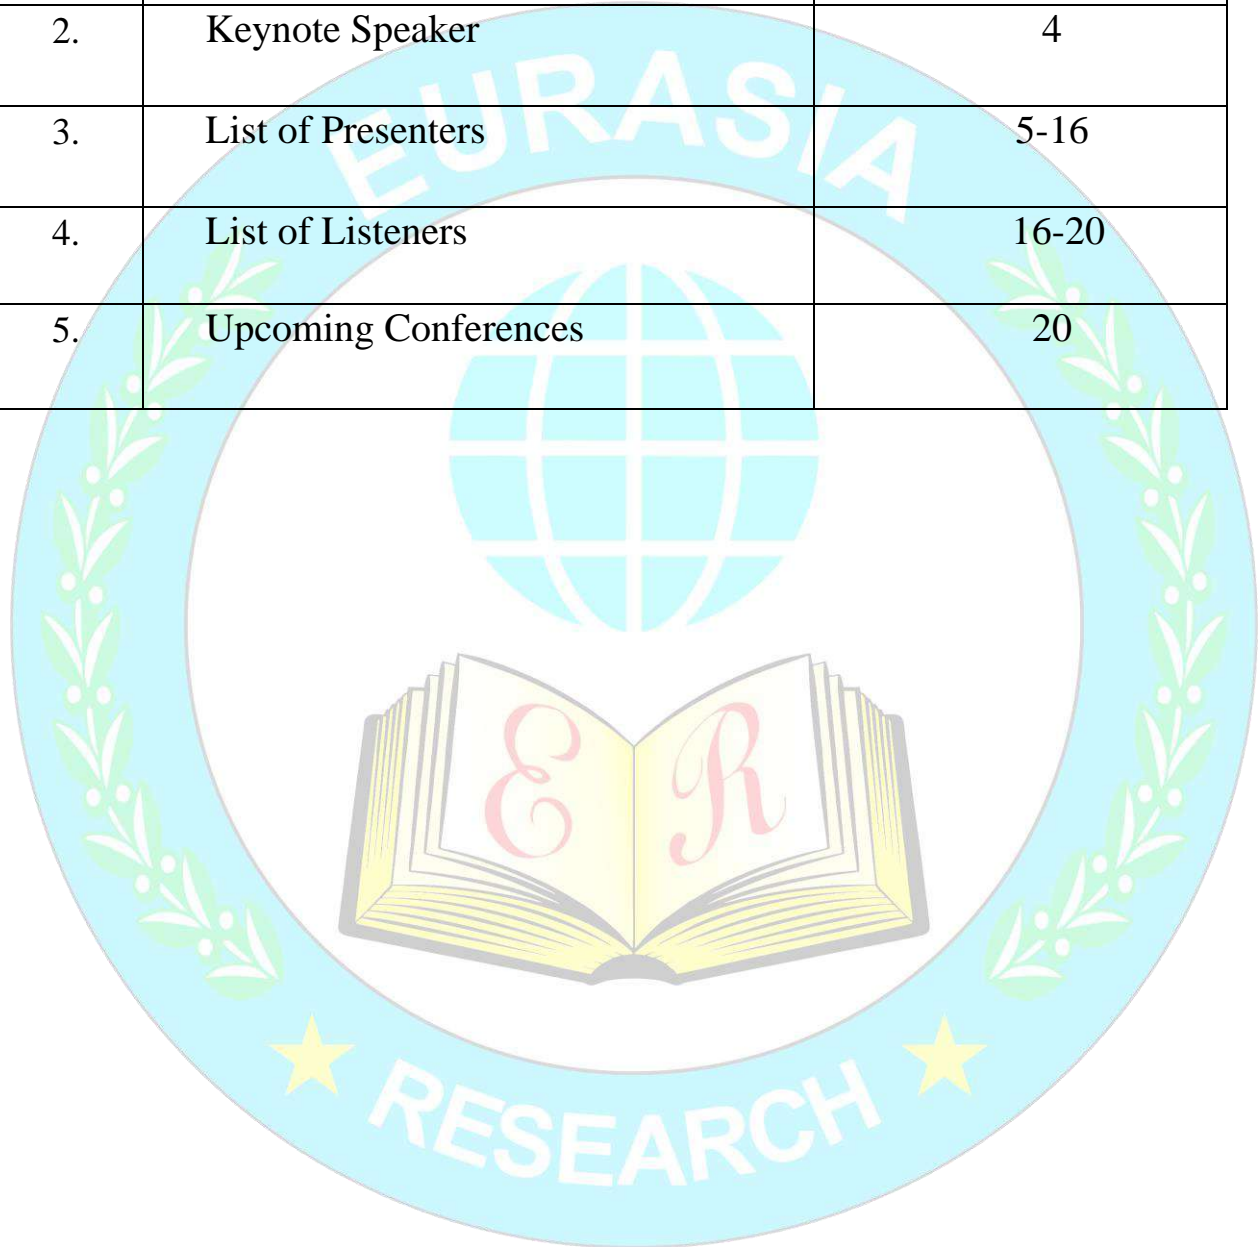 2. Keynote Speaker 4
3. List of Presenters 5-16
4. List of Listeners 16-20
5. Upcoming Conferences 20
EURASIA
E R
RESEARCH